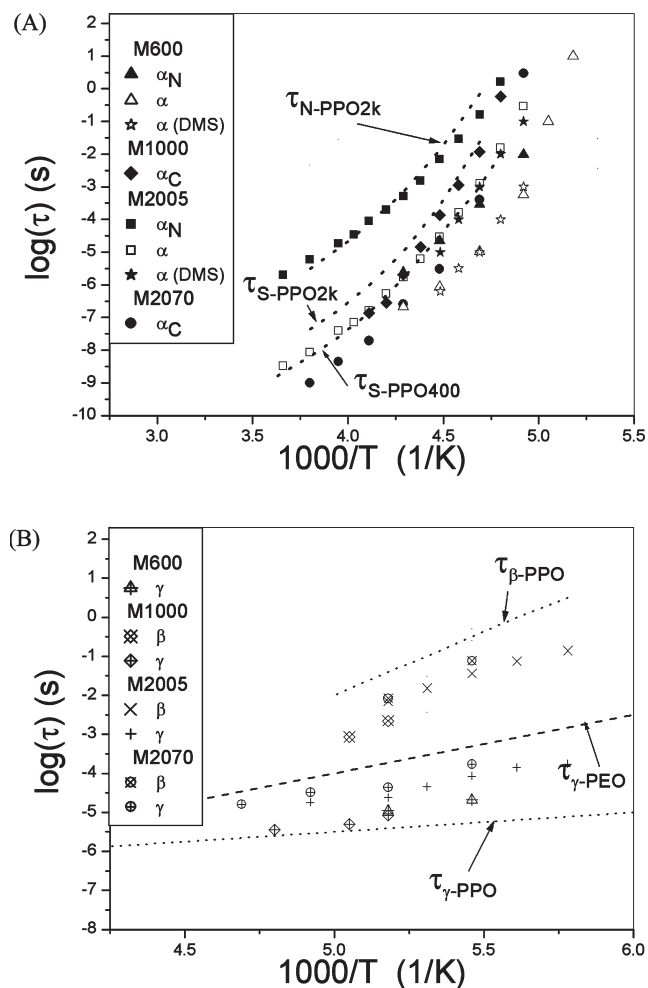 (A)
2
1
0
-1
-2
-3
-4
-5
-6
-7
-8
-9
-10
log(τ) (s)
M600
αN
α
α (DMS)
M1000
αC
M2005
αN
α
α (DMS)
M2070
αC
τN-PPO2k
τS-PPO2k
τS-PPO400
3.0
3.5
4.0
4.5
5.0
5.5
1000/T (1/K)
(B)
2
1
0
-1
-2
-3
-4
-5
-6
-7
-8
log(τ) (s)
M600
γ
M1000
β
γ
M2005
β
γ
M2070
β
γ
τβ-PPO
τγ-PEO
τγ-PPO
4.5
5.0
5.5
6.0
1000/T (1/K)